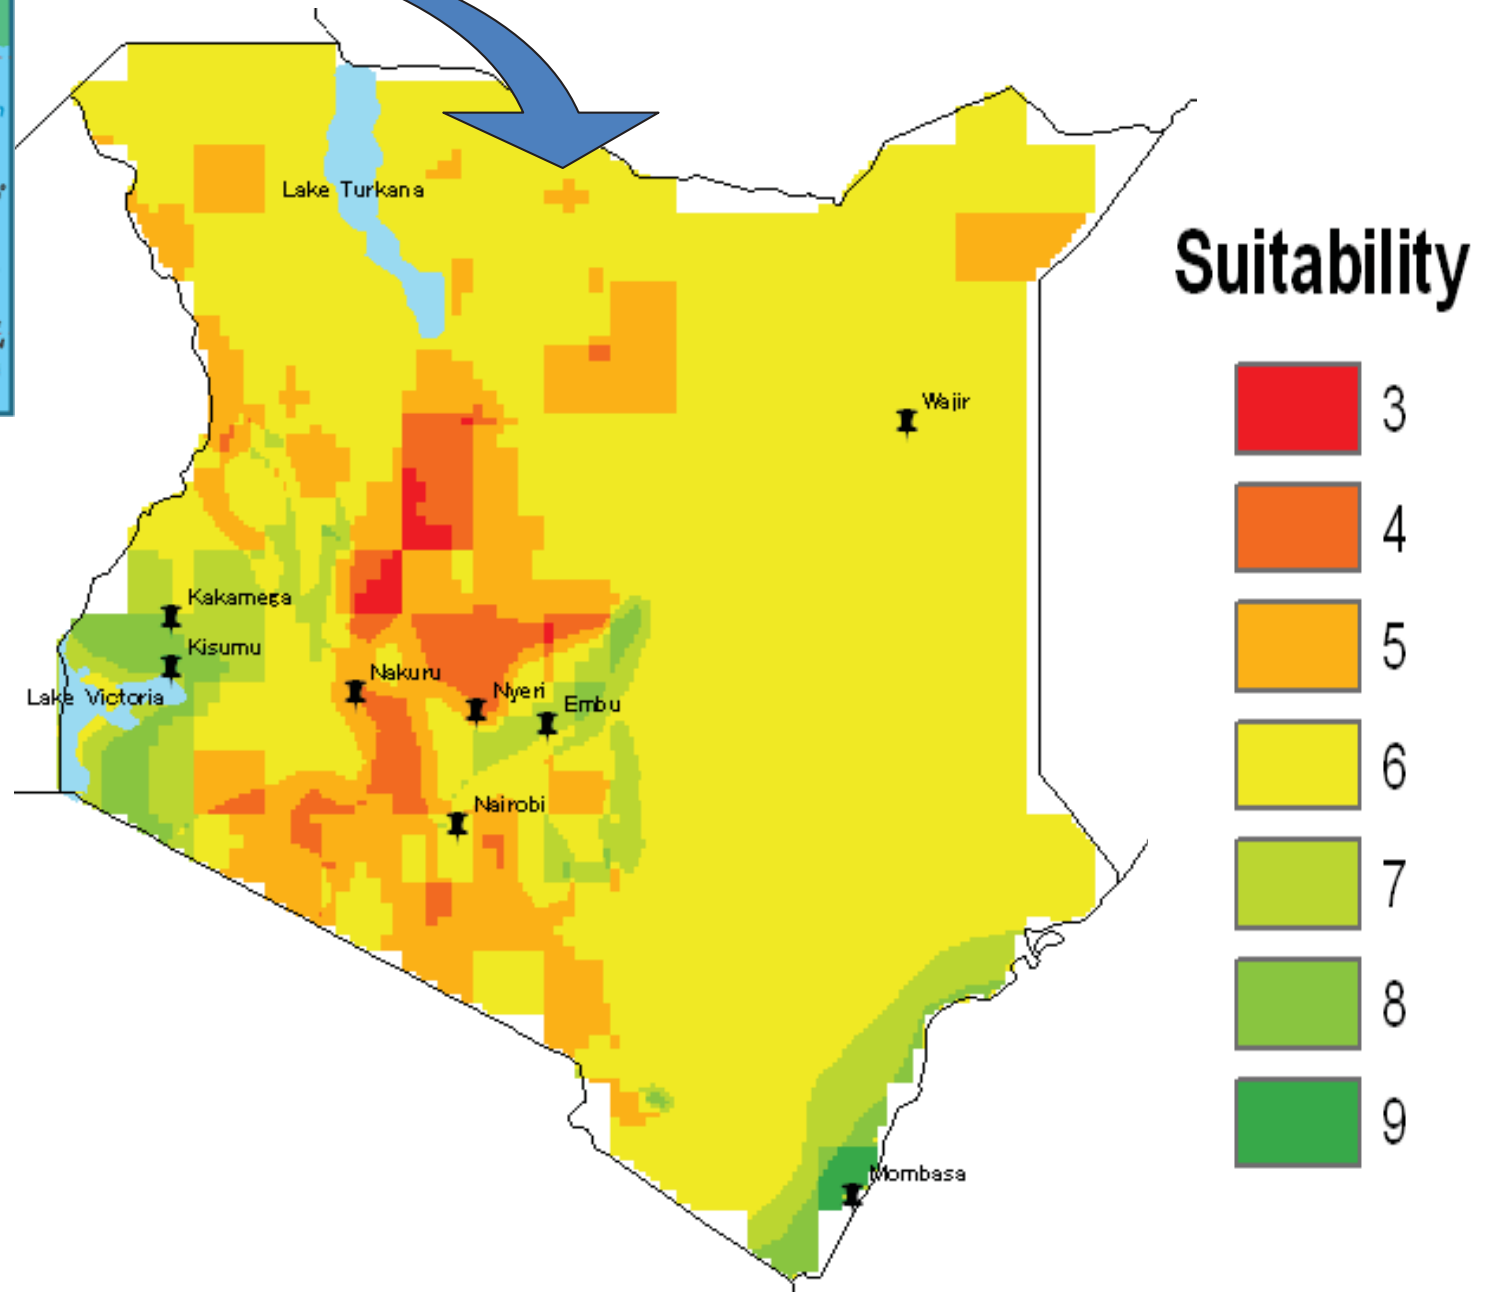 Lake Turkana
Suitability
Wajir
3
4
Kakamega
Kisumu
5
Nakuru
Nyeri
Lake Victoria
Embu
6
Nairobi
7
8
9
Mombasa